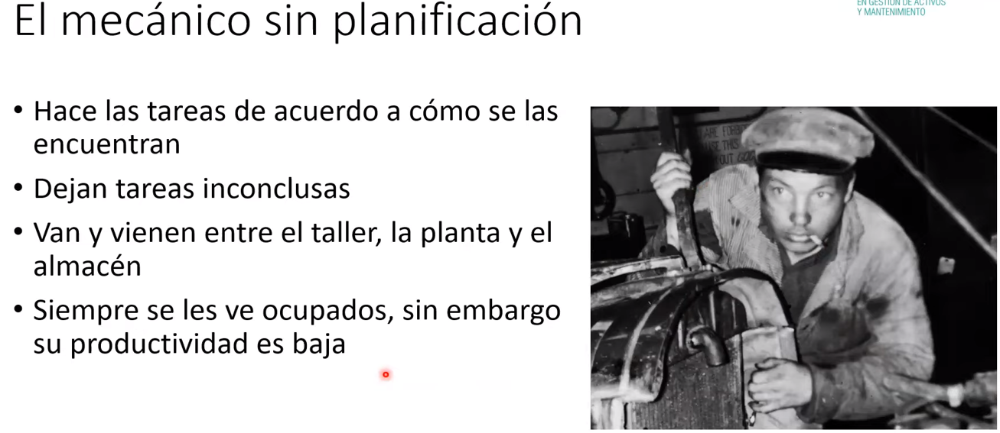 EN GESTIÓN DE ACTIVOS
Y MANTENIMIENTO
El mecánico sin planificación
• Hace las tareas de acuerdo a cómo se las
encuentran
• Dejan tareas inconclusas
• Van y vienen entre el taller, la planta y el
almacén
• Siempre se les ve ocupados, sin embargo
su productividad es baja
ARE FORB
USE THIS
OUT